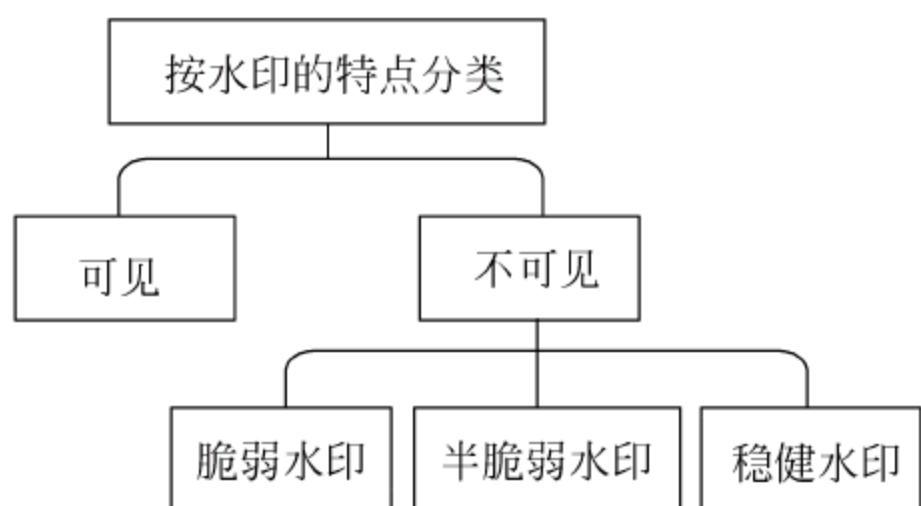 按水印的特点分类
可见
不可见
脆弱水印
半脆弱水印
稳健水印